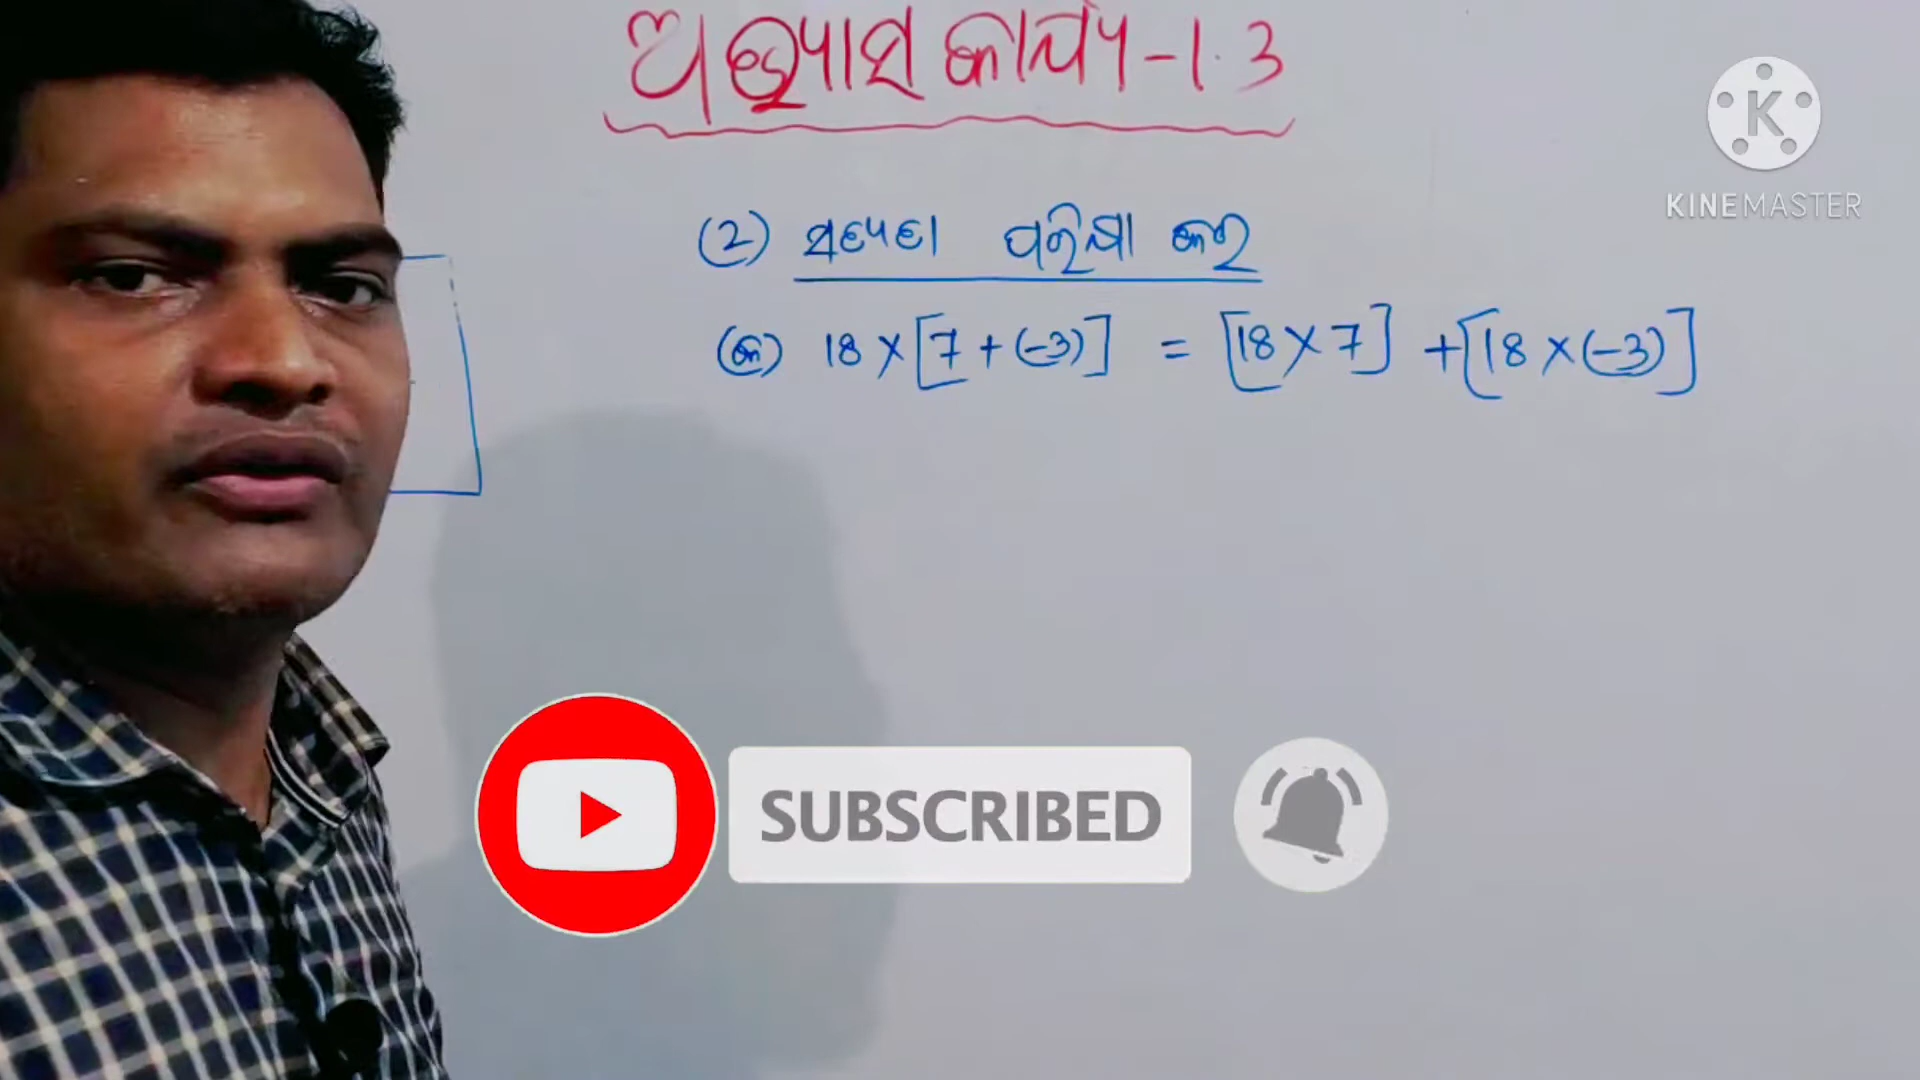 ଅଭ୍ୟାସ କାର୍ଯ୍ୟ-1.3
K
KINEMASTER
(2) ସତ୍ୟତା ପରିକ୍ଷା କର
(କ) 18 × [7 + (-3)] = [18 × 7] + [18 × (-3)]
SUBSCRIBED